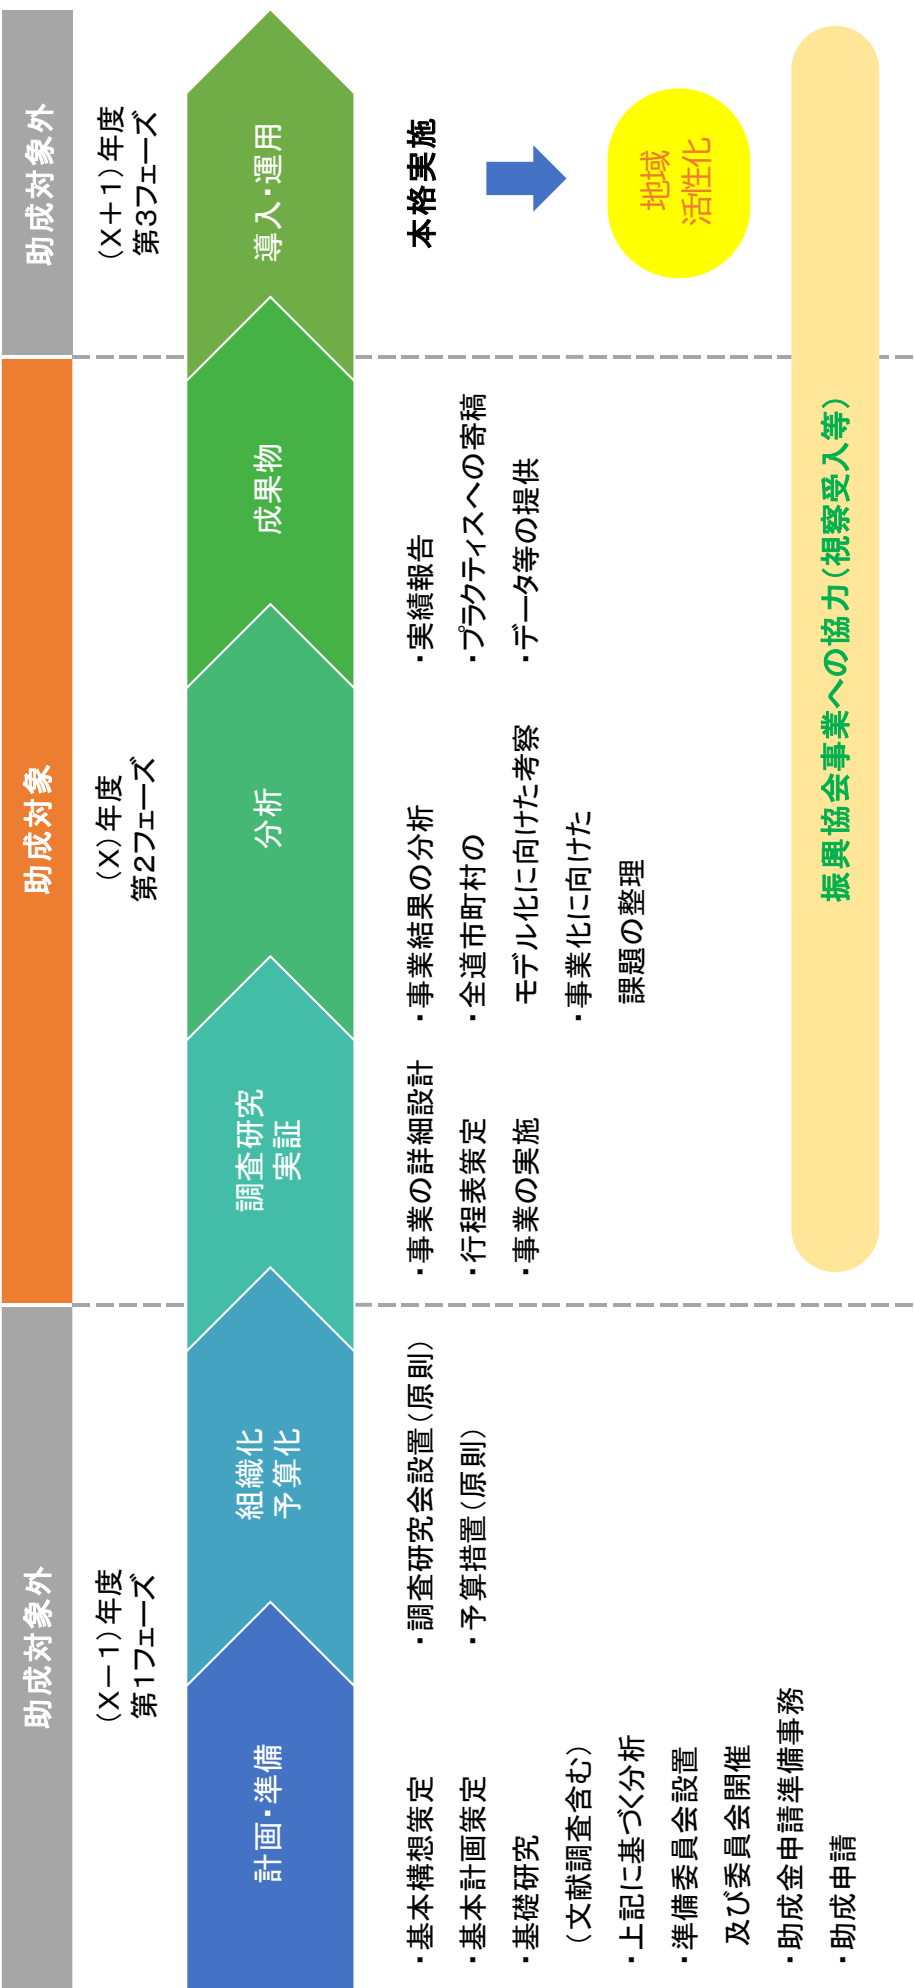 助成対象外
助成対象
助成対象外
(X－1)年度
第1フェーズ
(X)年度
第2フェーズ
(X＋1)年度
第3フェーズ
計画・準備
組織化
予算化
調査研究
実証
分析
成果物
導入・運用
・基本構想策定
・基本計画策定
・基礎研究
(文献調査含む)
・上記に基づく分析
・準備委員会設置
及び委員会開催
・助成金申請準備事務
・助成申請
・調査研究会設置(原則)
・予算措置(原則)
・事業の詳細設計
・行程表策定
・事業の実施
・事業結果の分析
・全道市町村の
モデル化に向けた考察
・事業化に向けた
課題の整理
・実績報告
・プラクティスへの寄稿
・データ等の提供
本格実施
地域
活性化
振興協会事業への協力(視察受入等)